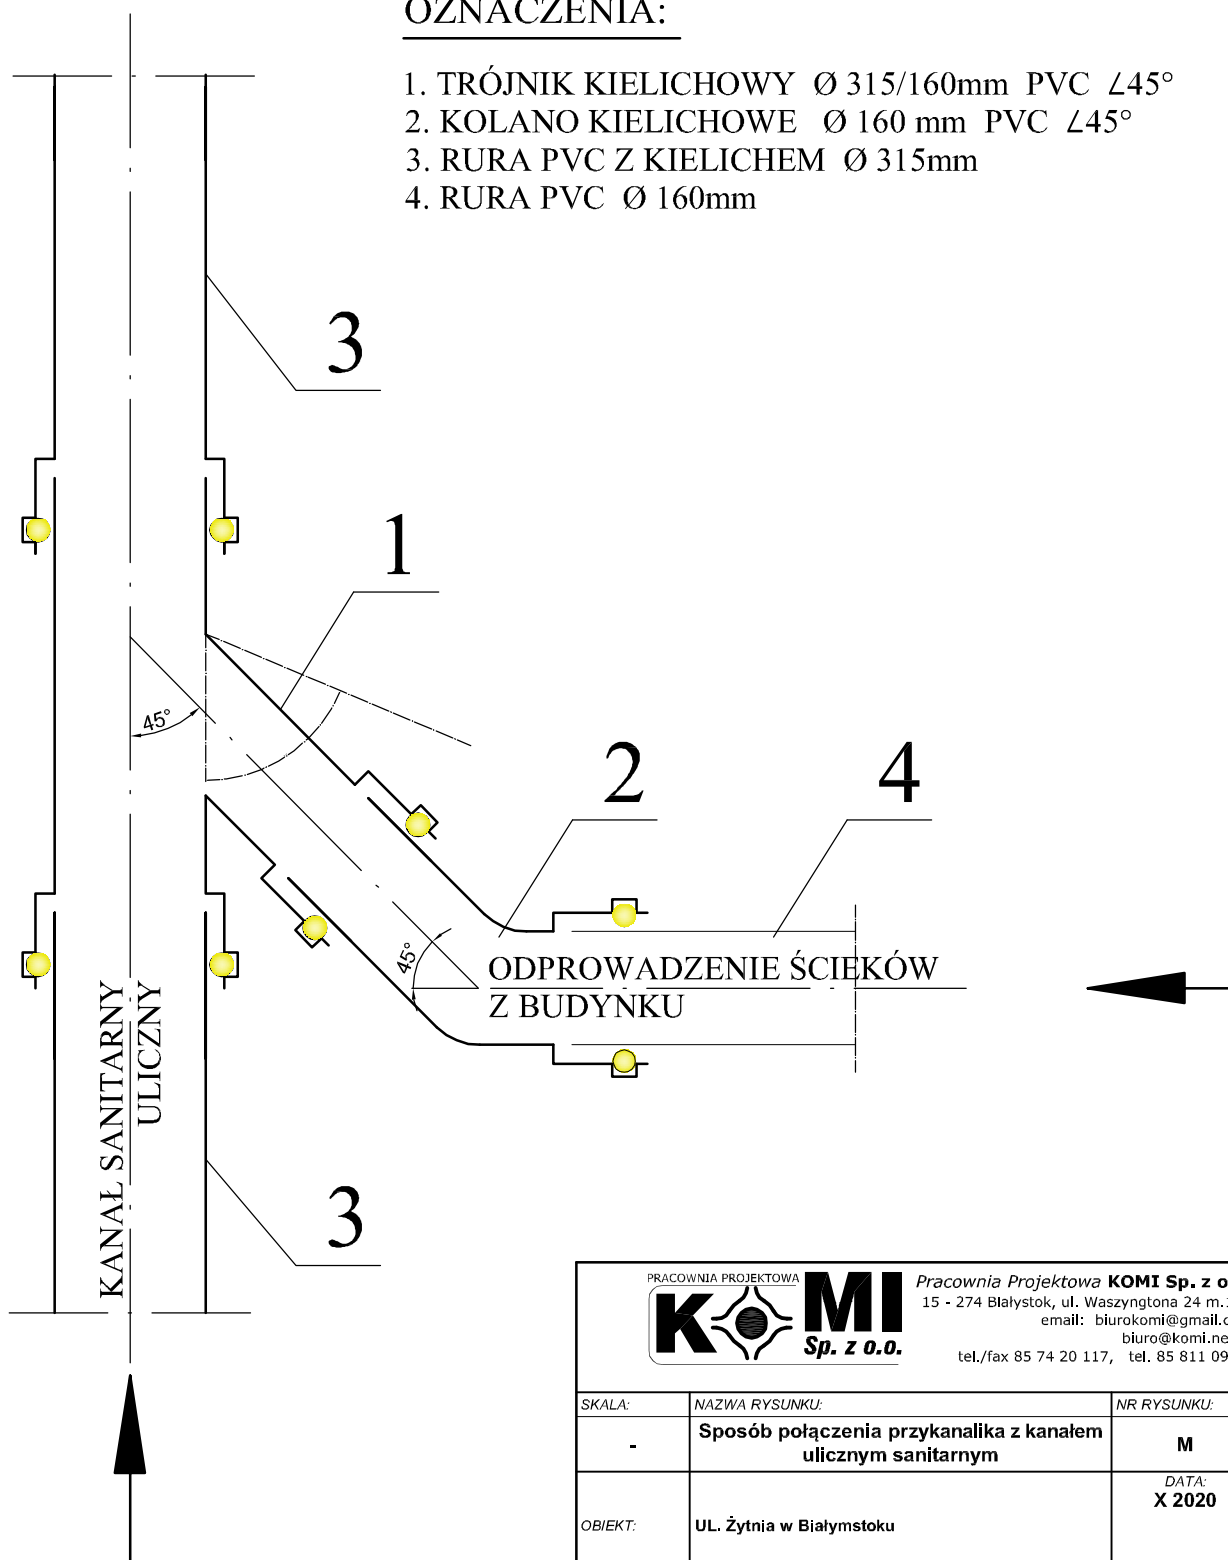 OZNACZENIA:
1. TRÓJNIK KIELICHOWY Ø 315/160mm PVC ∠45°
2. KOLANO KIELICHOWE Ø 160 mm PVC ∠45°
3. RURA PVC Z KIELICHEM Ø 315mm
4. RURA PVC Ø 160mm
3
1
45°
2
4
45°
ODPROWADZENIE ŚCIEKÓW
Z BUDYNKU
KANAŁ SANITARNY
ULICZNY
3
PRACOWNIA PROJEKTOWA
KOMI
Sp. z o.o.
Pracownia Projektowa KOMI Sp. z o
15 - 274 Białystok, ul. Waszyngtona 24 m.
email: biurokomi@gmail.c
biuro@komi.ne
tel./fax 85 74 20 117, tel. 85 811 09
SKALA:
NAZWA RYSUNKU:
NR RYSUNKU:
-
Sposób połączenia przykanalika z kanałem
ulicznym sanitarnym
M
DATA:
X 2020
OBIEKT:
UL. Żytnia w Białymstoku